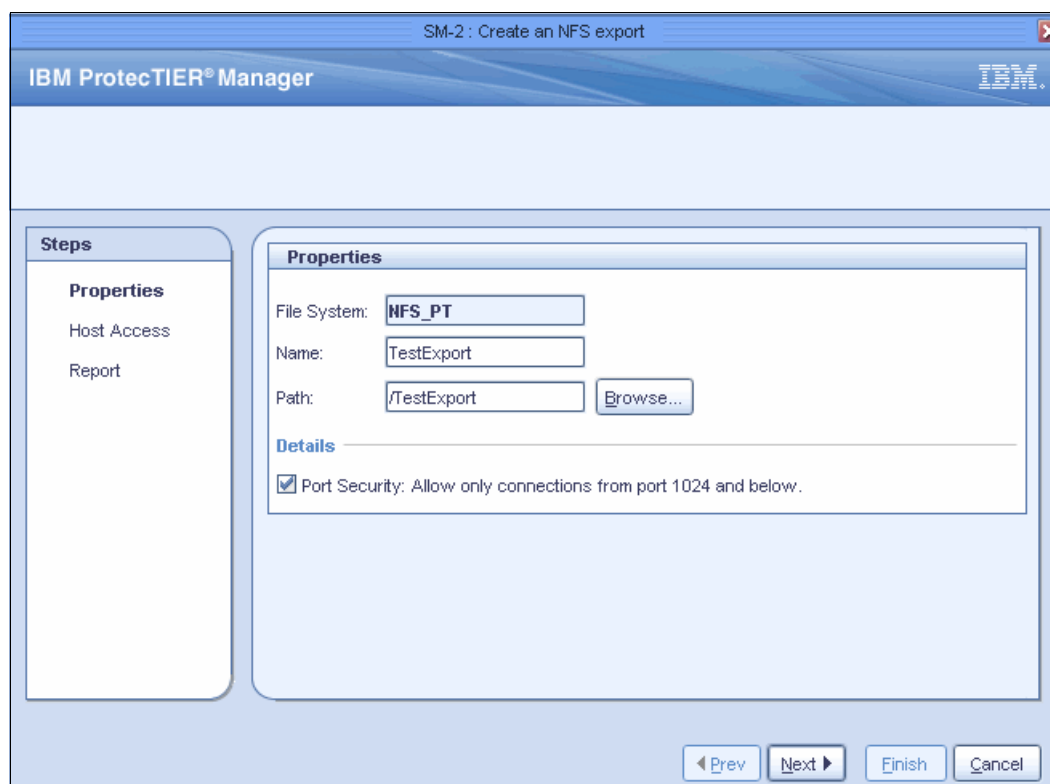 SM-2 : Create an NFS export
IBM ProtecTIER® Manager
IBM.
Steps
Properties
Host Access
Report
Properties
File System: NFS_PT
Name: TestExport
Path: /TestExport Browse...
Details
Port Security: Allow only connections from port 1024 and below.
Prev Next Finish Cancel